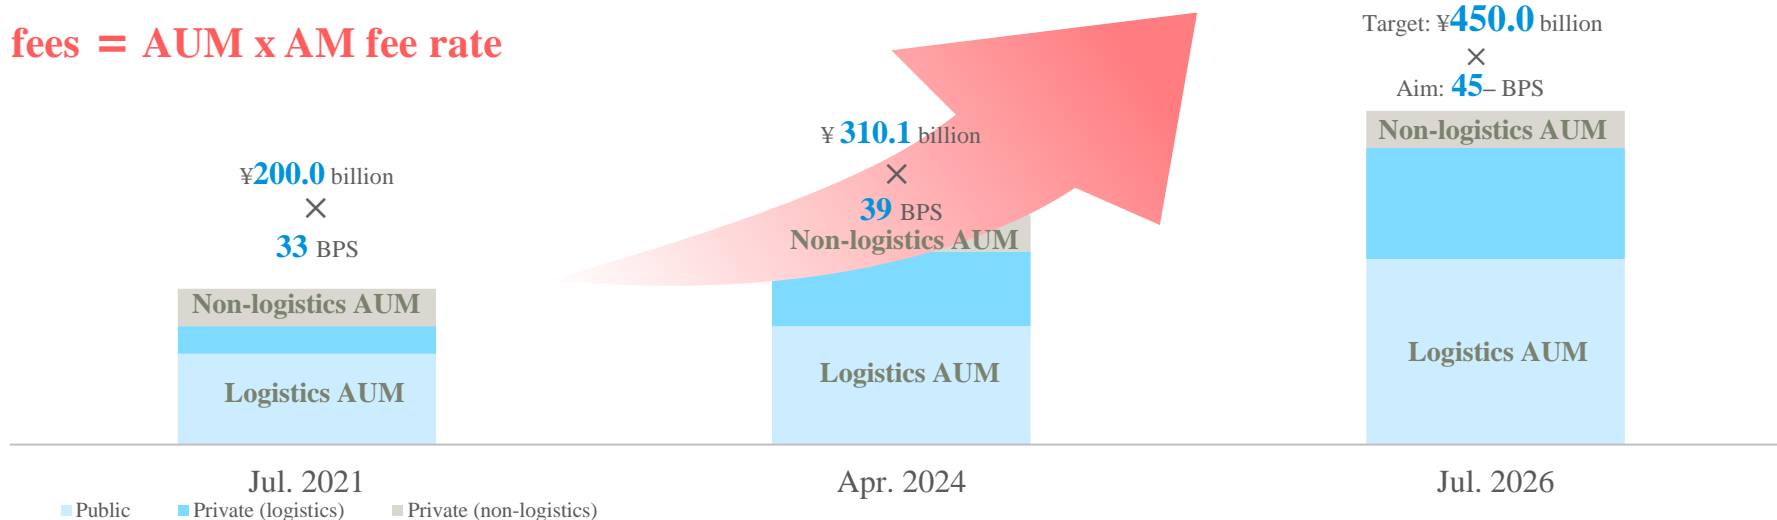 fees = AUM x AM fee rate
Target: ¥450.0 billion
×
Aim: 45– BPS
¥ 310.1 billion
×
39 BPS
¥200.0 billion
×
33 BPS
Non-logistics AUM
Logistics AUM
Non-logistics AUM
Logistics AUM
Non-logistics AUM
Logistics AUM
Jul. 2021
Apr. 2024
Jul. 2026
Public
Private (logistics)
Private (non-logistics)